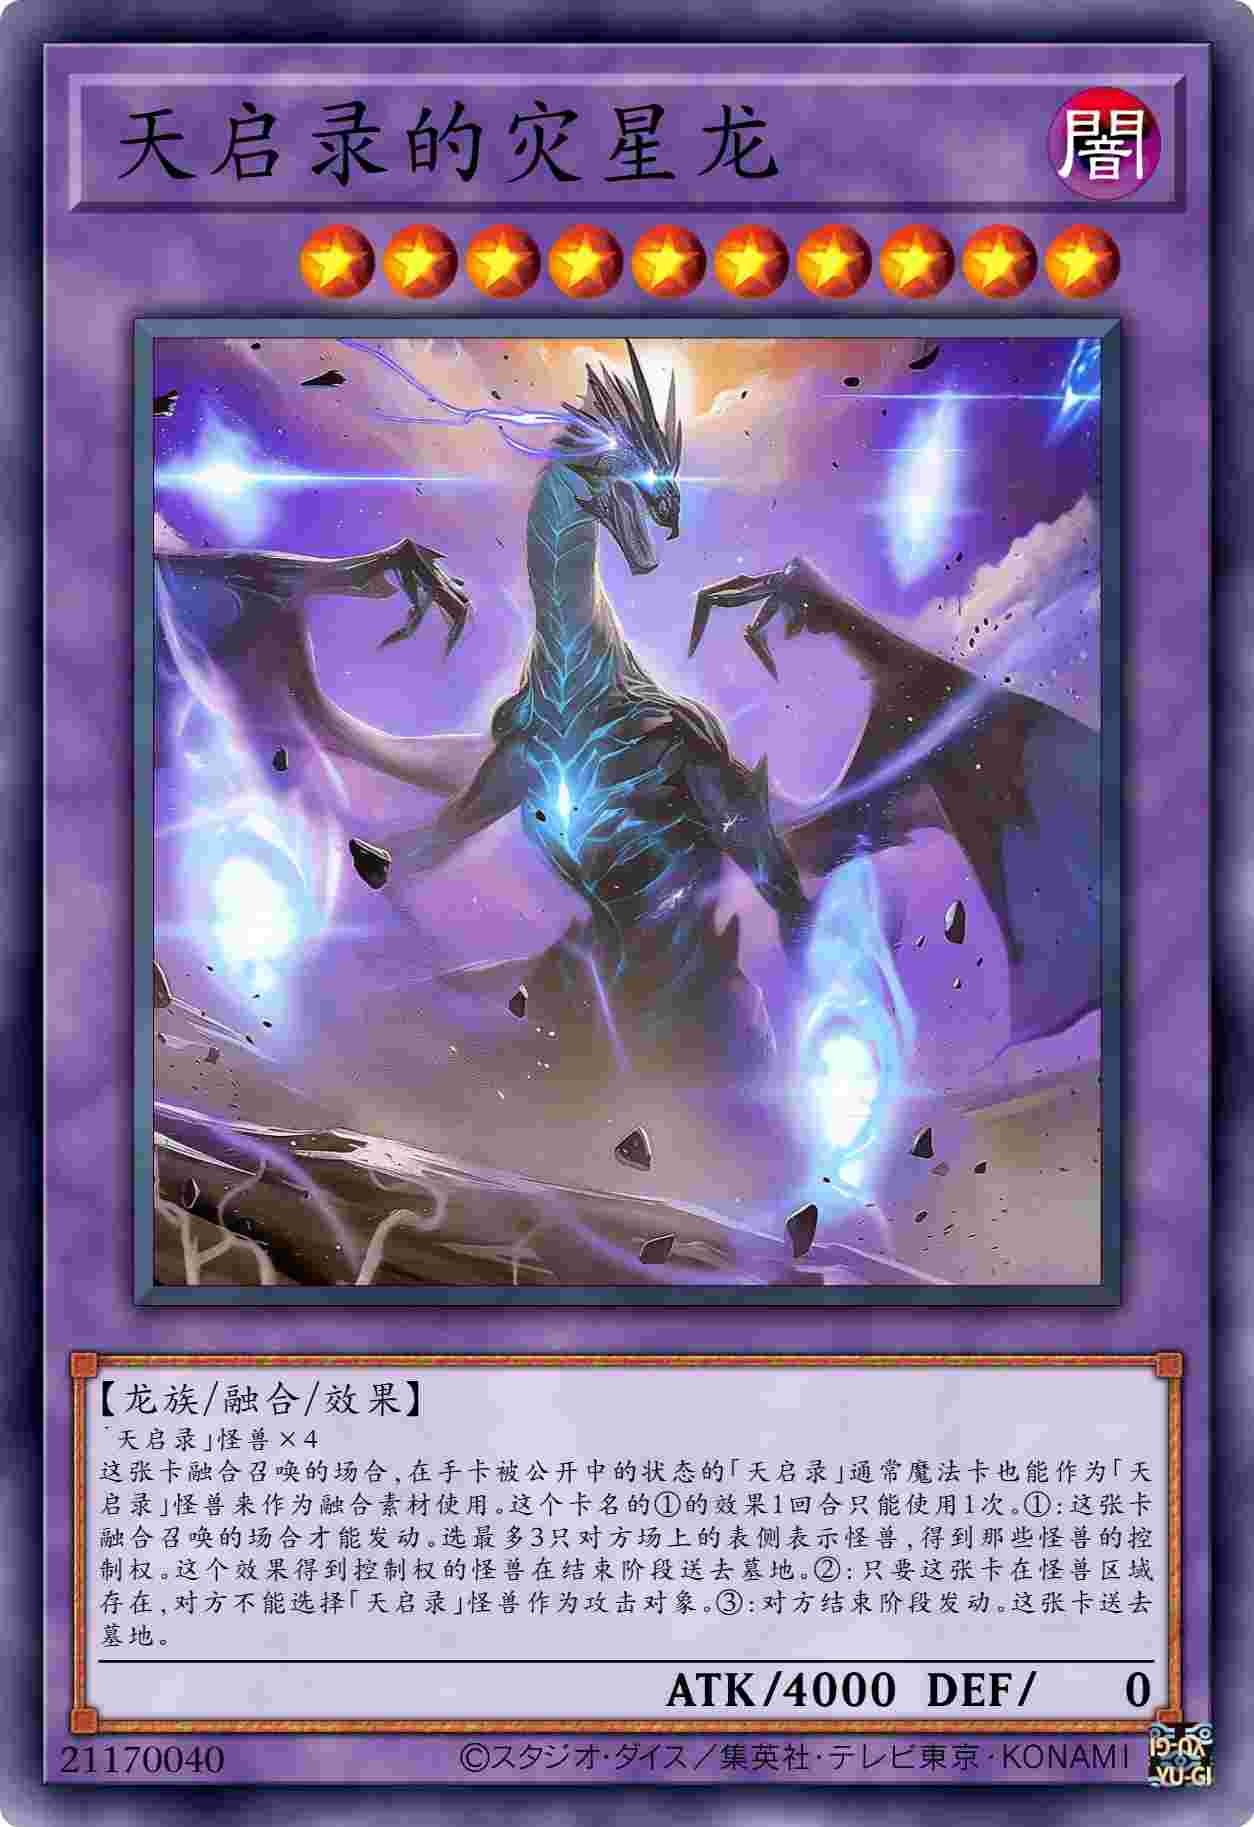 天启录的灾星龙
闇
【龙族/融合/效果】
「天启录」怪兽×4
这张卡融合召唤的场合,在手卡被公开中的状态的「天启录」通常魔法卡也能作为「天
启录」怪兽来作为融合素材使用。这个卡名的①的效果1回合只能使用1次。①:这张卡
融合召唤的场合才能发动。选最多3只对方场上的表侧表示怪兽,得到那些怪兽的控
制权。这个效果得到控制权的怪兽在结束阶段送去墓地。②:只要这张卡在怪兽区域
存在,对方不能选择「天启录」怪兽作为攻击对象。③:对方结束阶段发动。这张卡送去
墓地。
ATK/4000 DEF/ 0
21170040 ©スタジオ·ダイス/集英社·テレビ東京·KONAMI
YU-GI